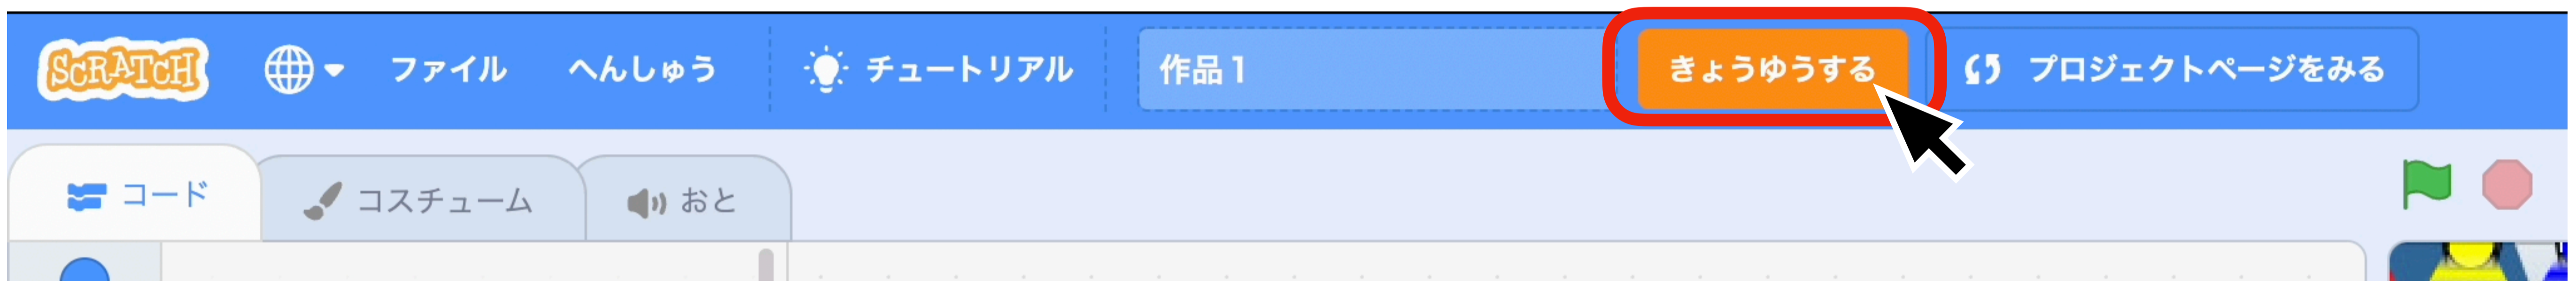 SCRATCH ファイル へんしゅう チュートリアル 作品1 きょうゆうする プロジェクトページをみる
コード コスチューム おと